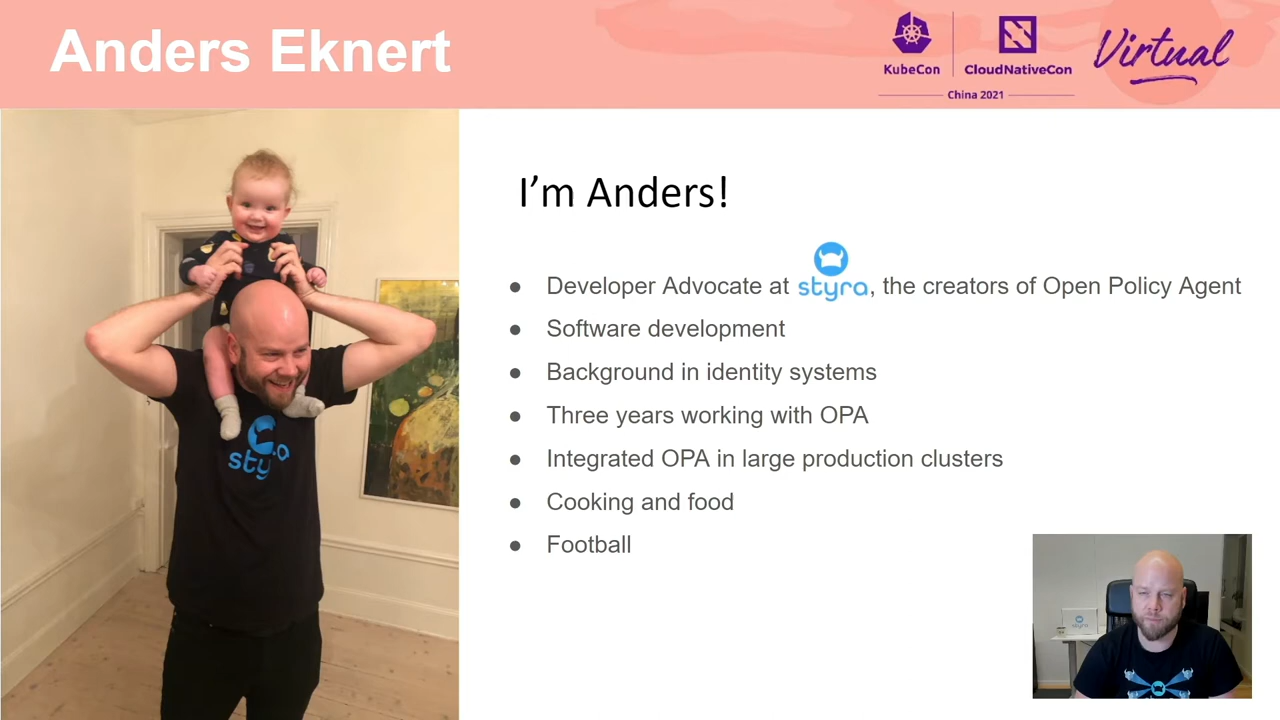 Anders Eknert
KubeCon
CloudNativeCon
China 2021
Virtual
I’m Anders!
● Developer Advocate at styra, the creators of Open Policy Agent
● Software development
● Background in identity systems
● Three years working with OPA
● Integrated OPA in large production clusters
● Cooking and food
● Football
styra
styra